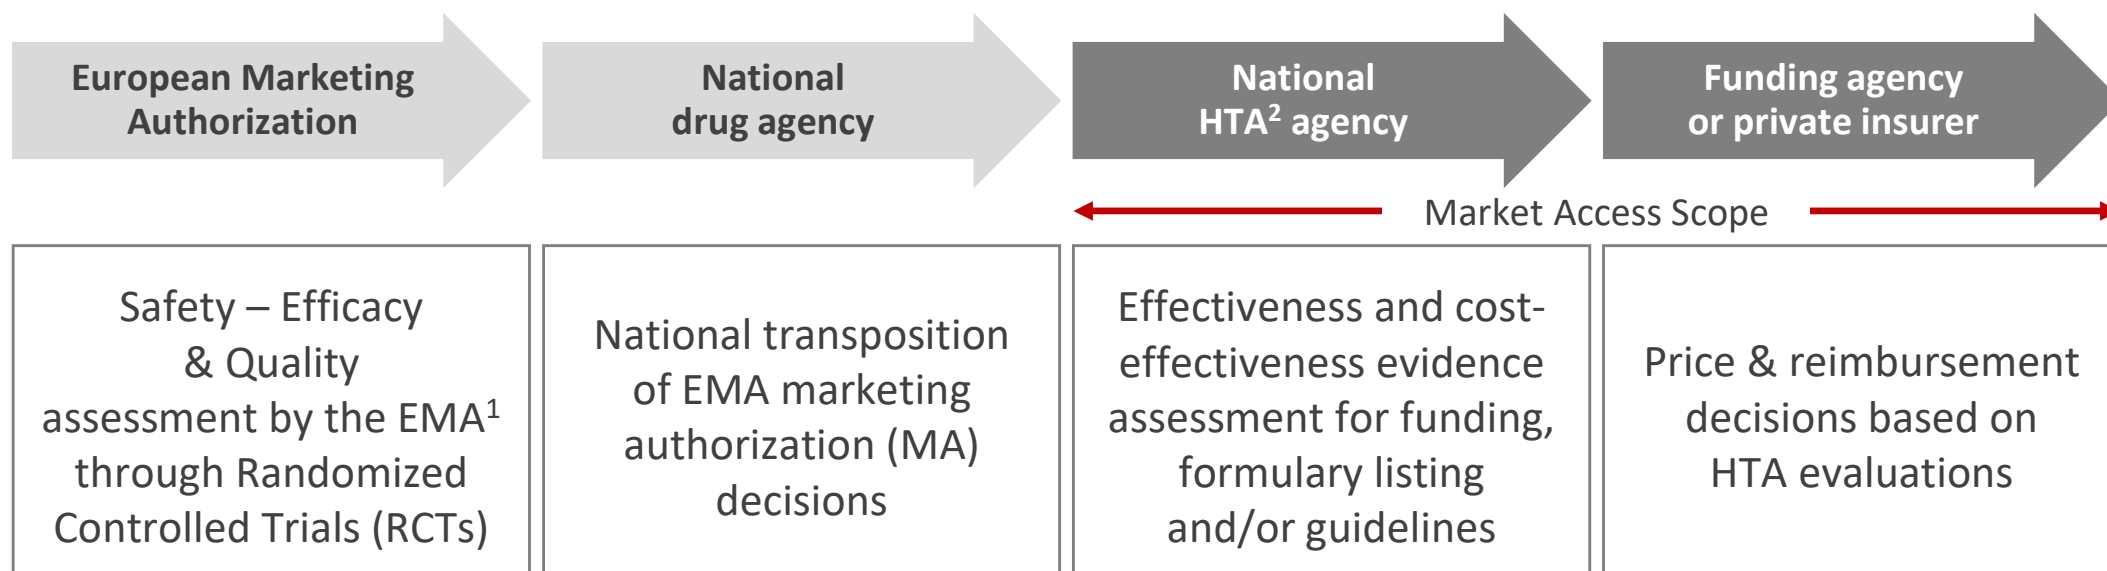 European Marketing
Authorization
National
drug agency
National
HTA² agency
Funding agency
or private insurer
Market Access Scope
Safety – Efficacy
& Quality
assessment by the EMA¹
through Randomized
Controlled Trials (RCTs)
National transposition
of EMA marketing
authorization (MA)
decisions
Effectiveness and cost-
effectiveness evidence
assessment for funding,
formulary listing
and/or guidelines
Price & reimbursement
decisions based on
HTA evaluations